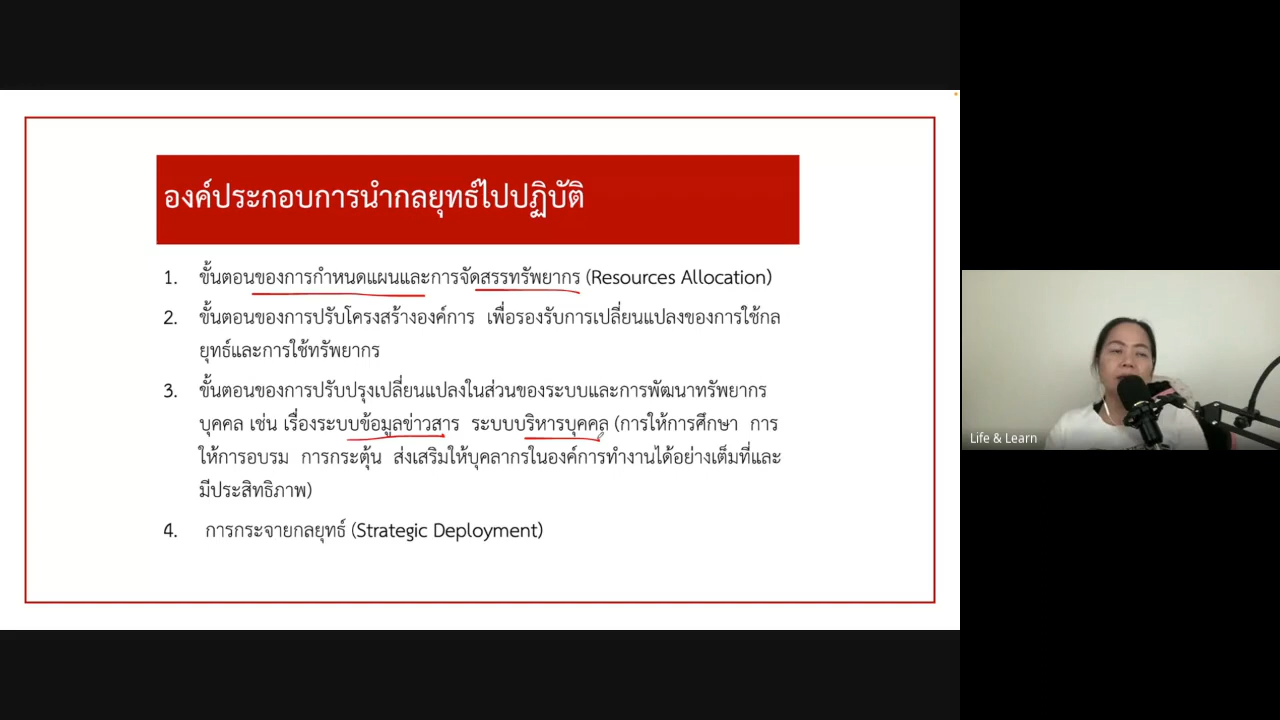 องค์ประกอบการนำกลยุทธ์ไปปฏิบัติ
1. ขั้นตอนของการกำหนดแผนและการจัดสรรทรัพยากร (Resources Allocation)
2. ขั้นตอนของการปรับโครงสร้างองค์การ เพื่อรองรับการเปลี่ยนแปลงของการใช้กล
ยุทธ์และการใช้ทรัพยากร
3. ขั้นตอนของการปรับปรุงเปลี่ยนแปลงในส่วนของระบบและการพัฒนาทรัพยากร
บุคคล เช่น เรื่องระบบข้อมูลข่าวสาร ระบบบริหารบุคคล (การให้การศึกษา การ
ให้การอบรม การกระตุ้น ส่งเสริมให้บุคลากรในองค์การทำงานได้อย่างเต็มที่และ
มีประสิทธิภาพ)
4. การกระจายกลยุทธ์ (Strategic Deployment)
Life & Learn